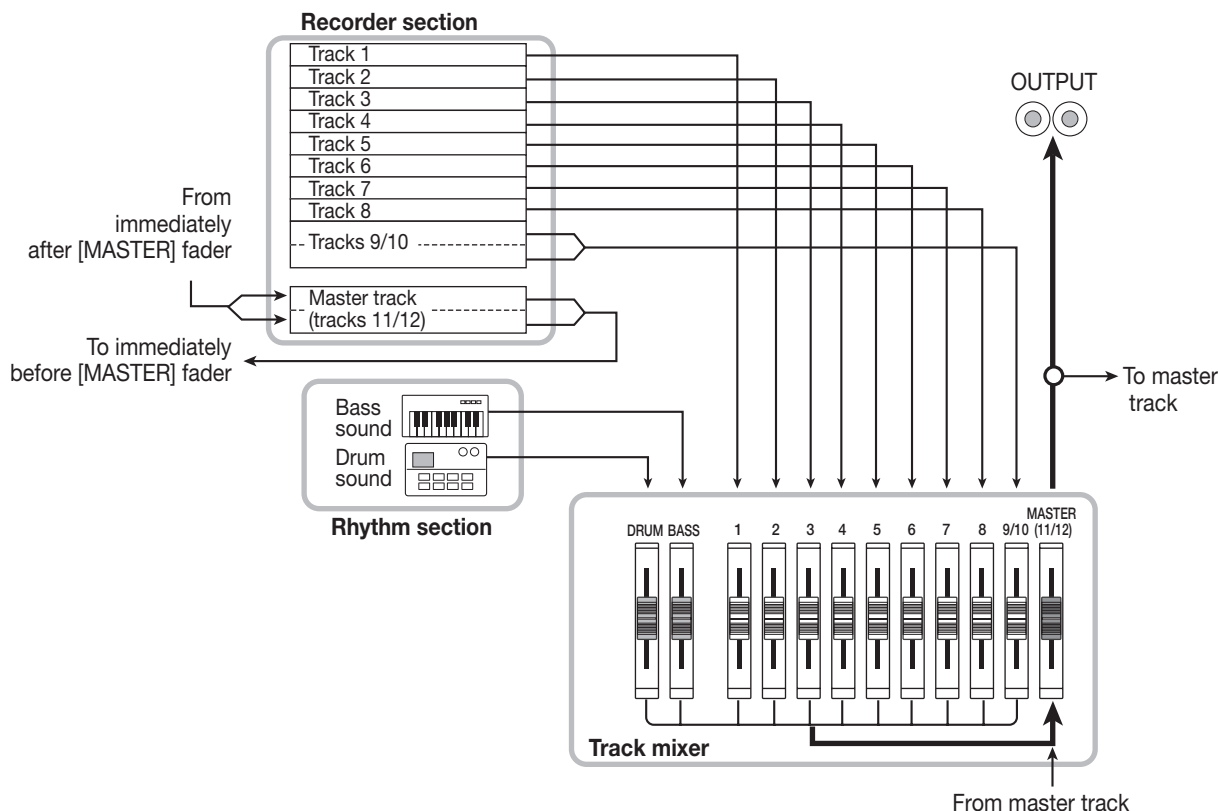 Recorder section
Track 1
Track 2
Track 3
Track 4
Track 5
Track 6
Track 7
Track 8
Tracks 9/10
Master track
(tracks 11/12)
From
immediately
after [MASTER] fader
To immediately
before [MASTER] fader
OUTPUT
To master
track
Bass
sound
Drum
sound
Rhythm section
DRUM BASS 1 2 3 4 5 6 7 8 9/10 MASTER
(11/12)
Track mixer
From master track